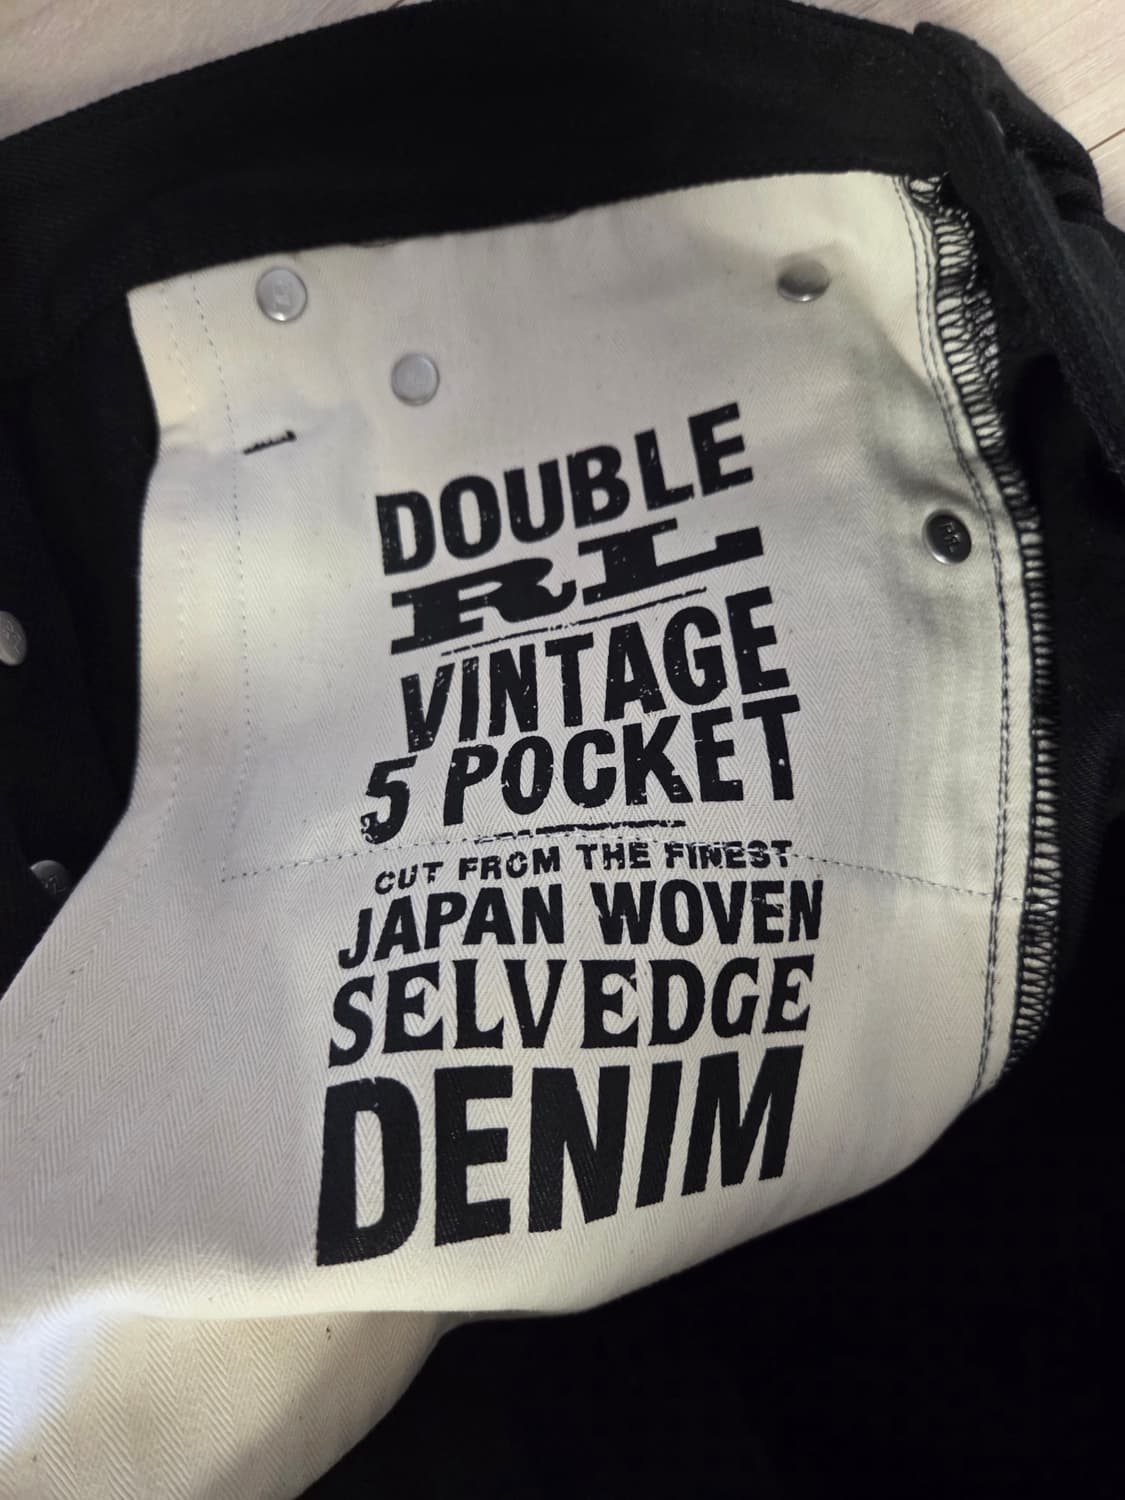 DOUBLE
RL
VINTAGE
5 POCKET
CUT FROM THE FINEST
JAPAN WOVEN
SELVEDGE
DENIM